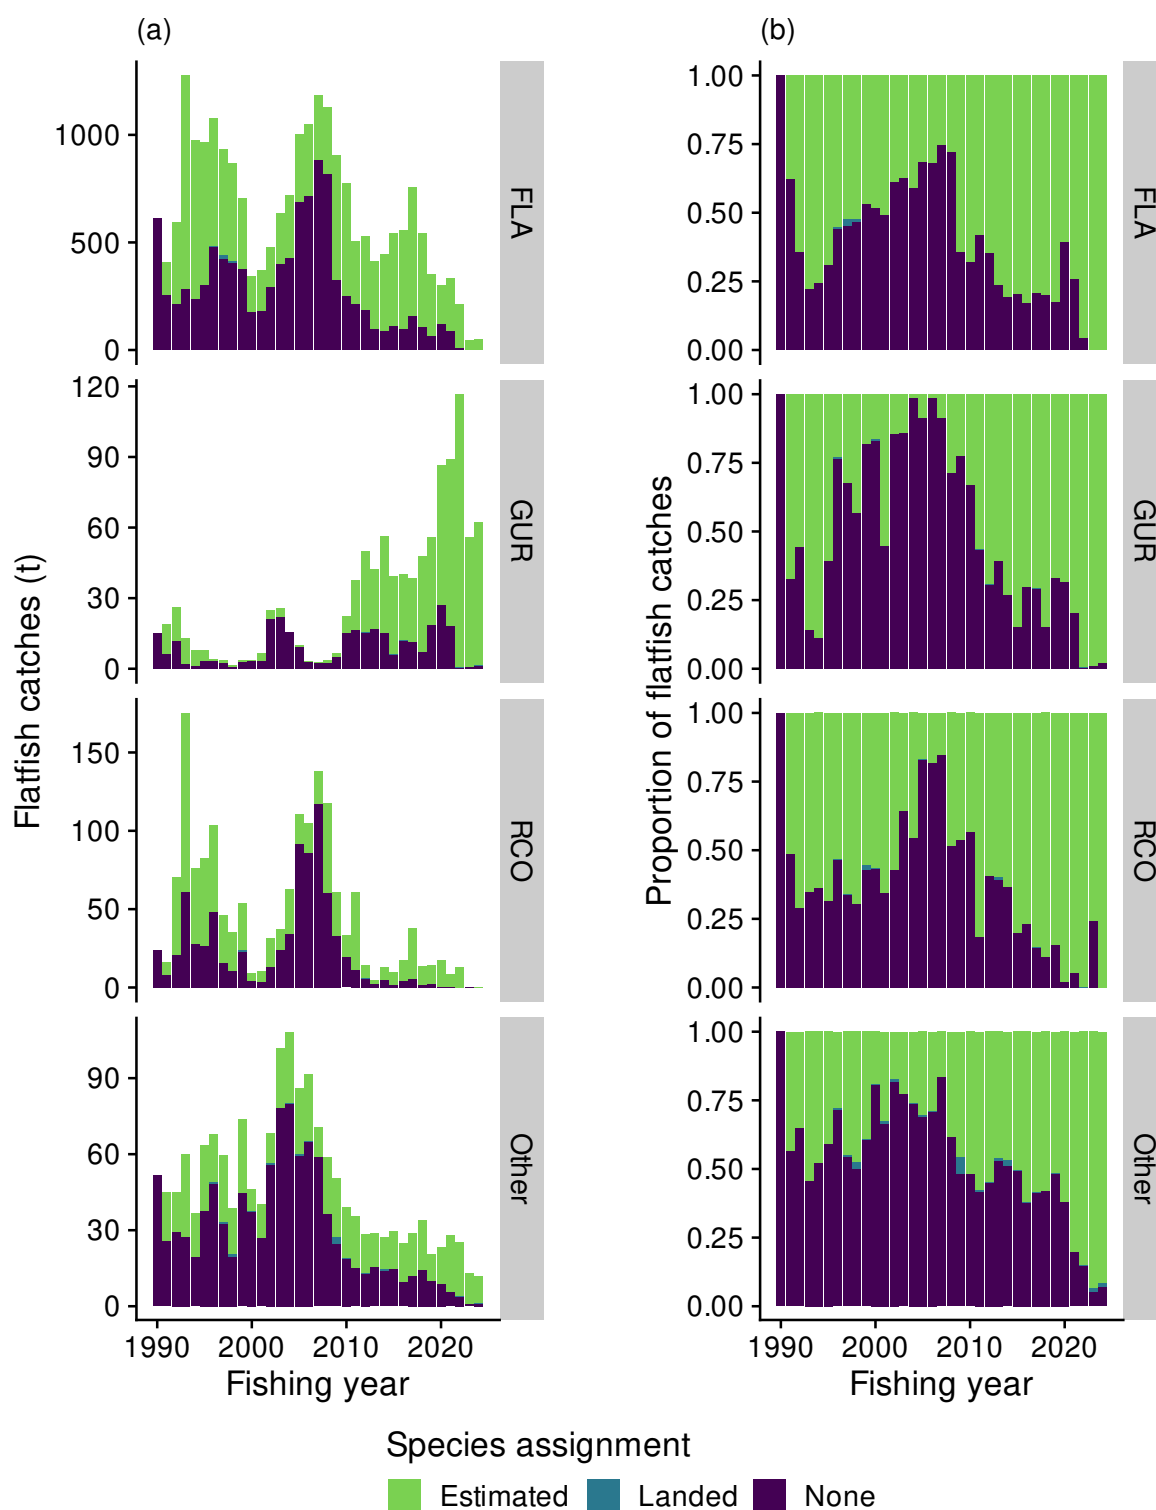 (a)
(b)
Flatfish catches (t)
1000
500
0
FLA
120
90
60
30
0
GUR
150
100
50
0
RCO
90
60
30
0
Other
1990
2000
2010
2020
Fishing year
Proportion of flatfish catches
1.00
0.75
0.50
0.25
0.00
FLA
1.00
0.75
0.50
0.25
0.00
GUR
1.00
0.75
0.50
0.25
0.00
RCO
1.00
0.75
0.50
0.25
0.00
Other
1990
2000
2010
2020
Fishing year
Species assignment
Estimated
Landed
None